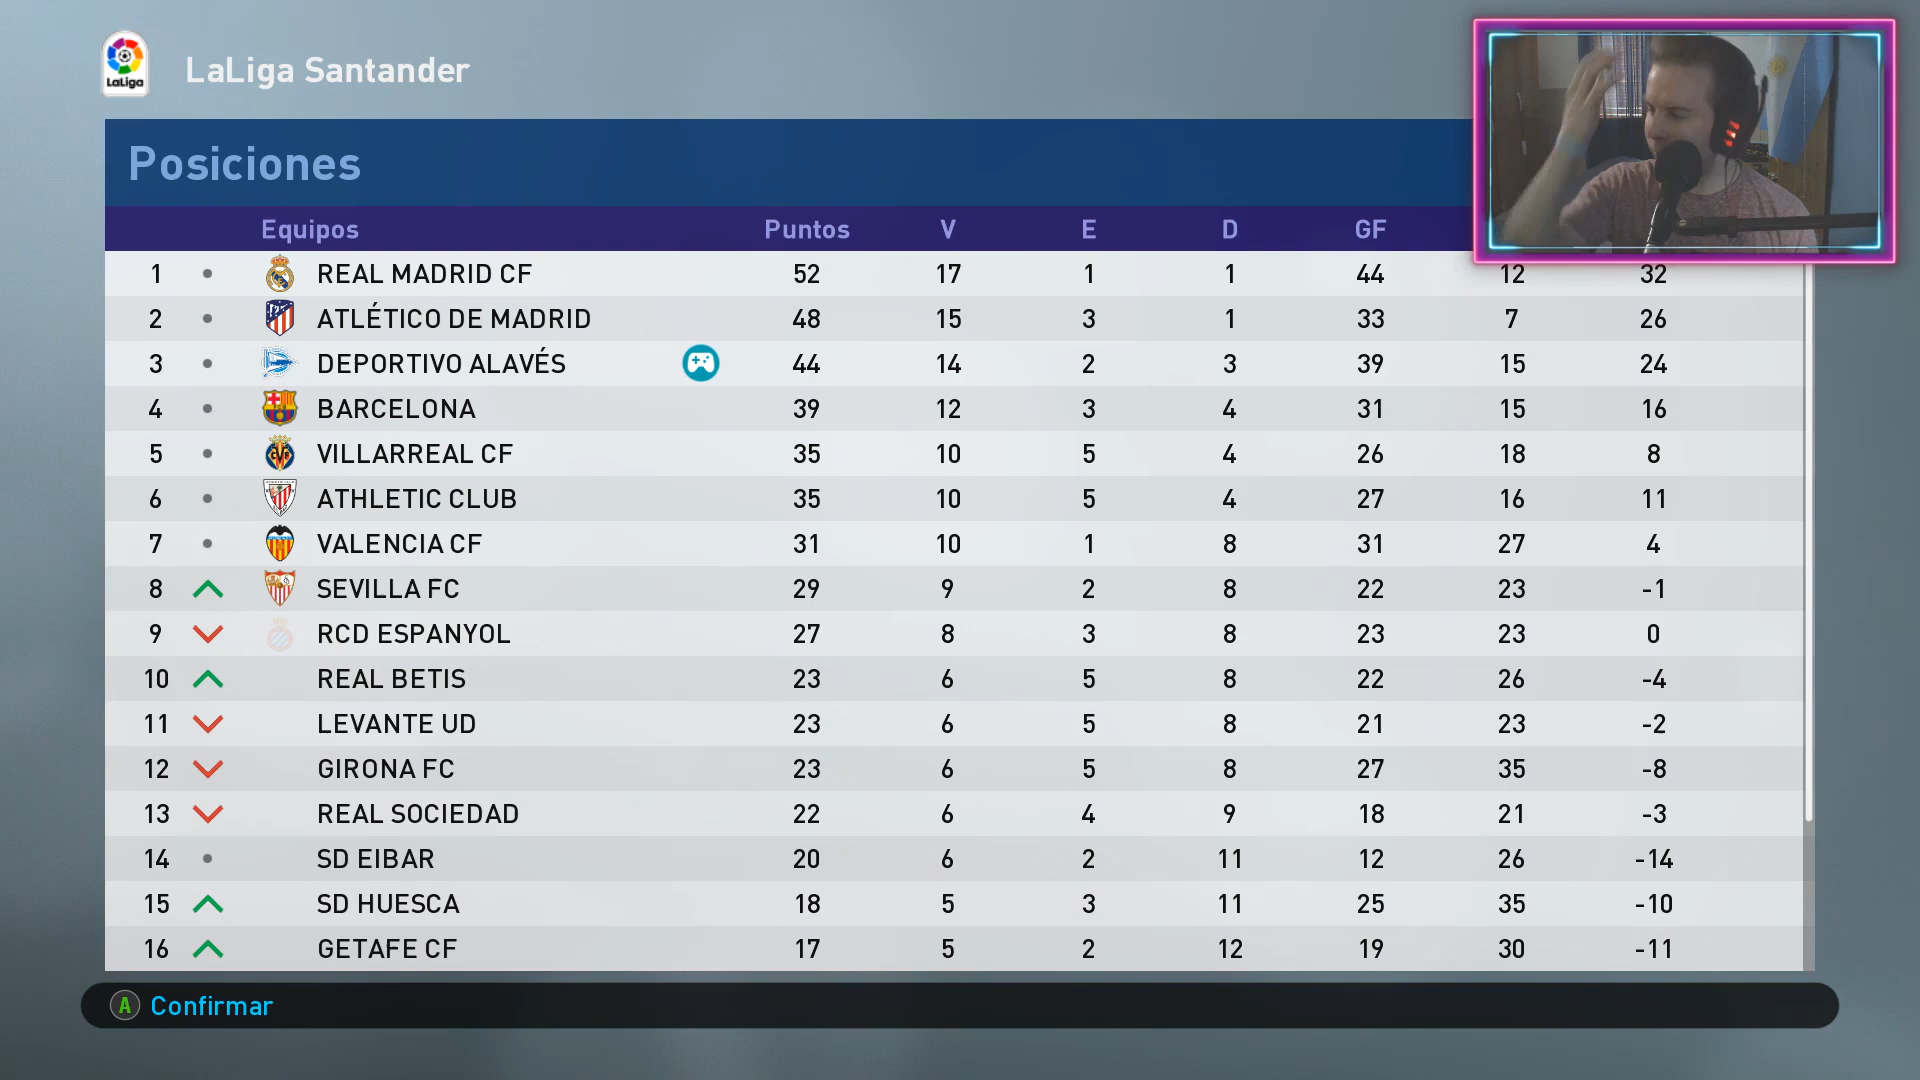 LaLiga
LaLiga Santander
Posiciones
Equipos Puntos V E D GF
1 REAL MADRID CF 52 17 1 1 44 12 32
2 ATLÉTICO DE MADRID 48 15 3 1 33 7 26
3 DEPORTIVO ALAVÉS 44 14 2 3 39 15 24
4 BARCELONA 39 12 3 4 31 15 16
5 VILLARREAL CF 35 10 5 4 26 18 8
6 ATHLETIC CLUB 35 10 5 4 27 16 11
7 VALENCIA CF 31 10 1 8 31 27 4
8 SEVILLA FC 29 9 2 8 22 23 -1
9 RCD ESPANYOL 27 8 3 8 23 23 0
10 REAL BETIS 23 6 5 8 22 26 -4
11 LEVANTE UD 23 6 5 8 21 23 -2
12 GIRONA FC 23 6 5 8 27 35 -8
13 REAL SOCIEDAD 22 6 4 9 18 21 -3
14 SD EIBAR 20 6 2 11 12 26 -14
15 SD HUESCA 18 5 3 11 25 35 -10
16 GETAFE CF 17 5 2 12 19 30 -11
A Confirmar